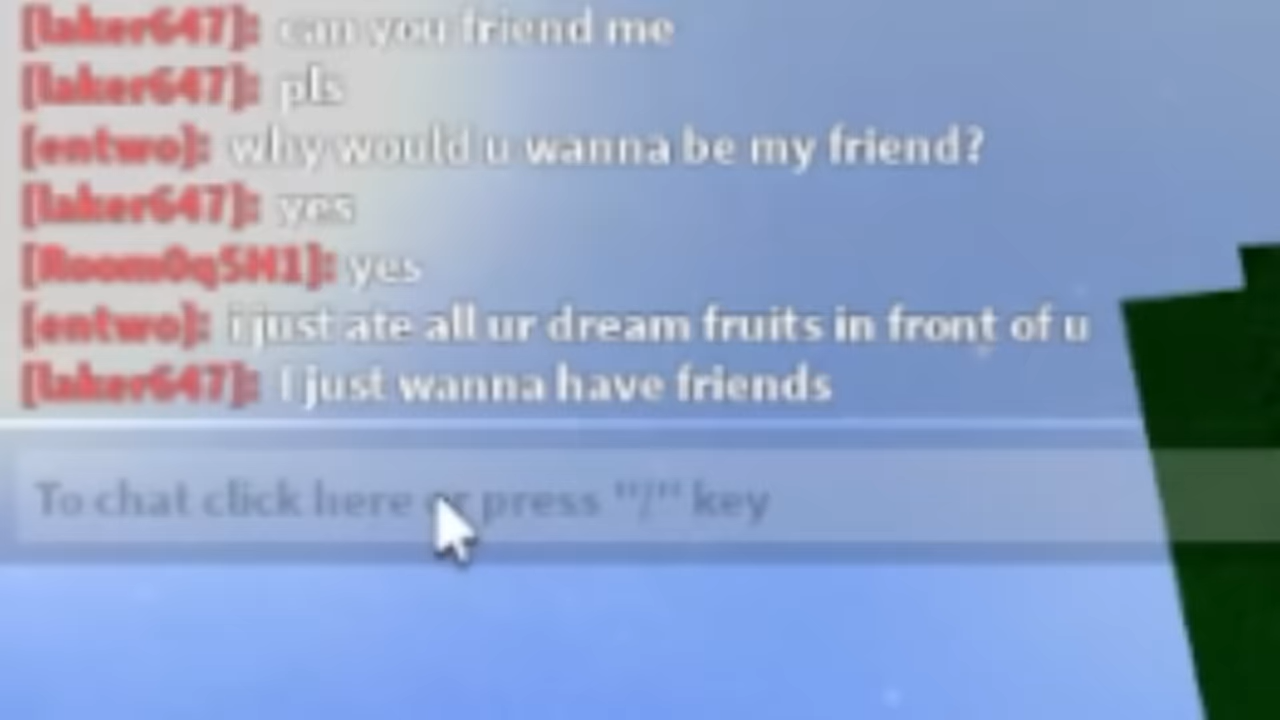 [laker647]: can you friend me
[laker647]: pls
[entwo]: why would u wanna be my friend?
[laker647]: yes
[Room0q5H1]: yes
[entwo]: i just ate all ur dream fruits in front of u
[laker647]: I just wanna have friends
To chat click here or press "/" key